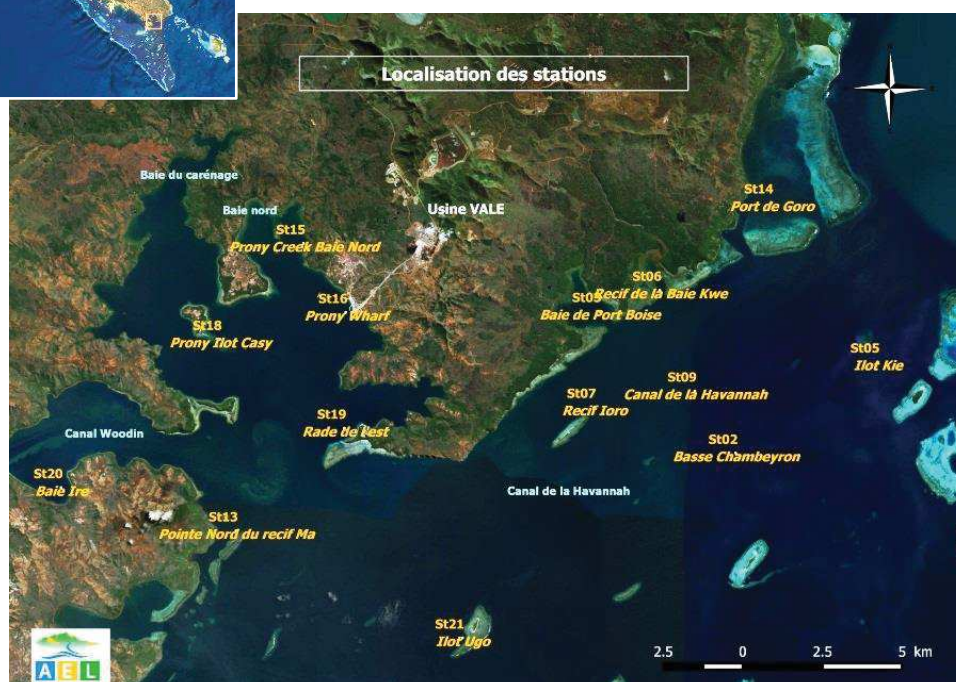 Localisation des stations
Baie du carénage
Baie nord
Usine VALE
St14
Port de Goro
St15
Prony Creek Baie Nord
St06
Recif de la Baie Kwe
St16
Prony Wharf
Baie de Port Boise
St18
Prony Ilot Casy
St05
Ilot Kie
St09
Canal de la Havannah
St07
Recif Ioro
St19
Rade de l'est
Canal Woodin
St02
Basse Chambeyron
St20
Baie Ire
Canal de la Havannah
St13
Pointe Nord du recif Ma
St21
Ilot Ugo
AEL
2.5 0 2.5 5 km